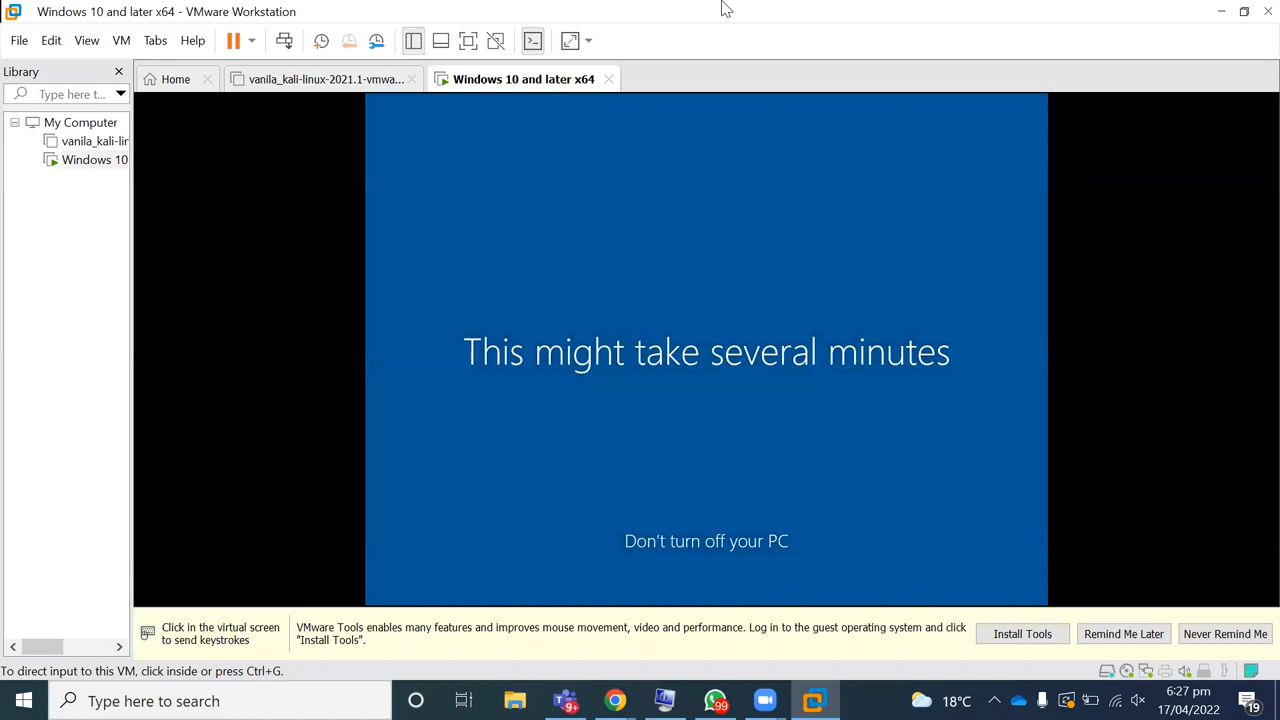 Windows 10 and later x64 - VMware Workstation
File Edit View VM Tabs Help
Library
Type here t...
My Computer
vanila_kali-lir
Windows 10
Home
vanila_kali-linux-2021.1-vmwa...
Windows 10 and later x64
This might take several minutes
Don't turn off your PC
Click in the virtual screen
to send keystrokes
VMware Tools enables many features and improves mouse movement, video and performance. Log in to the guest operating system and click
"Install Tools".
Install Tools
Remind Me Later
Never Remind Me
To direct input to this VM, click inside or press Ctrl+G.
Type here to search
9+
99
18°C
6:27 pm
17/04/2022
19